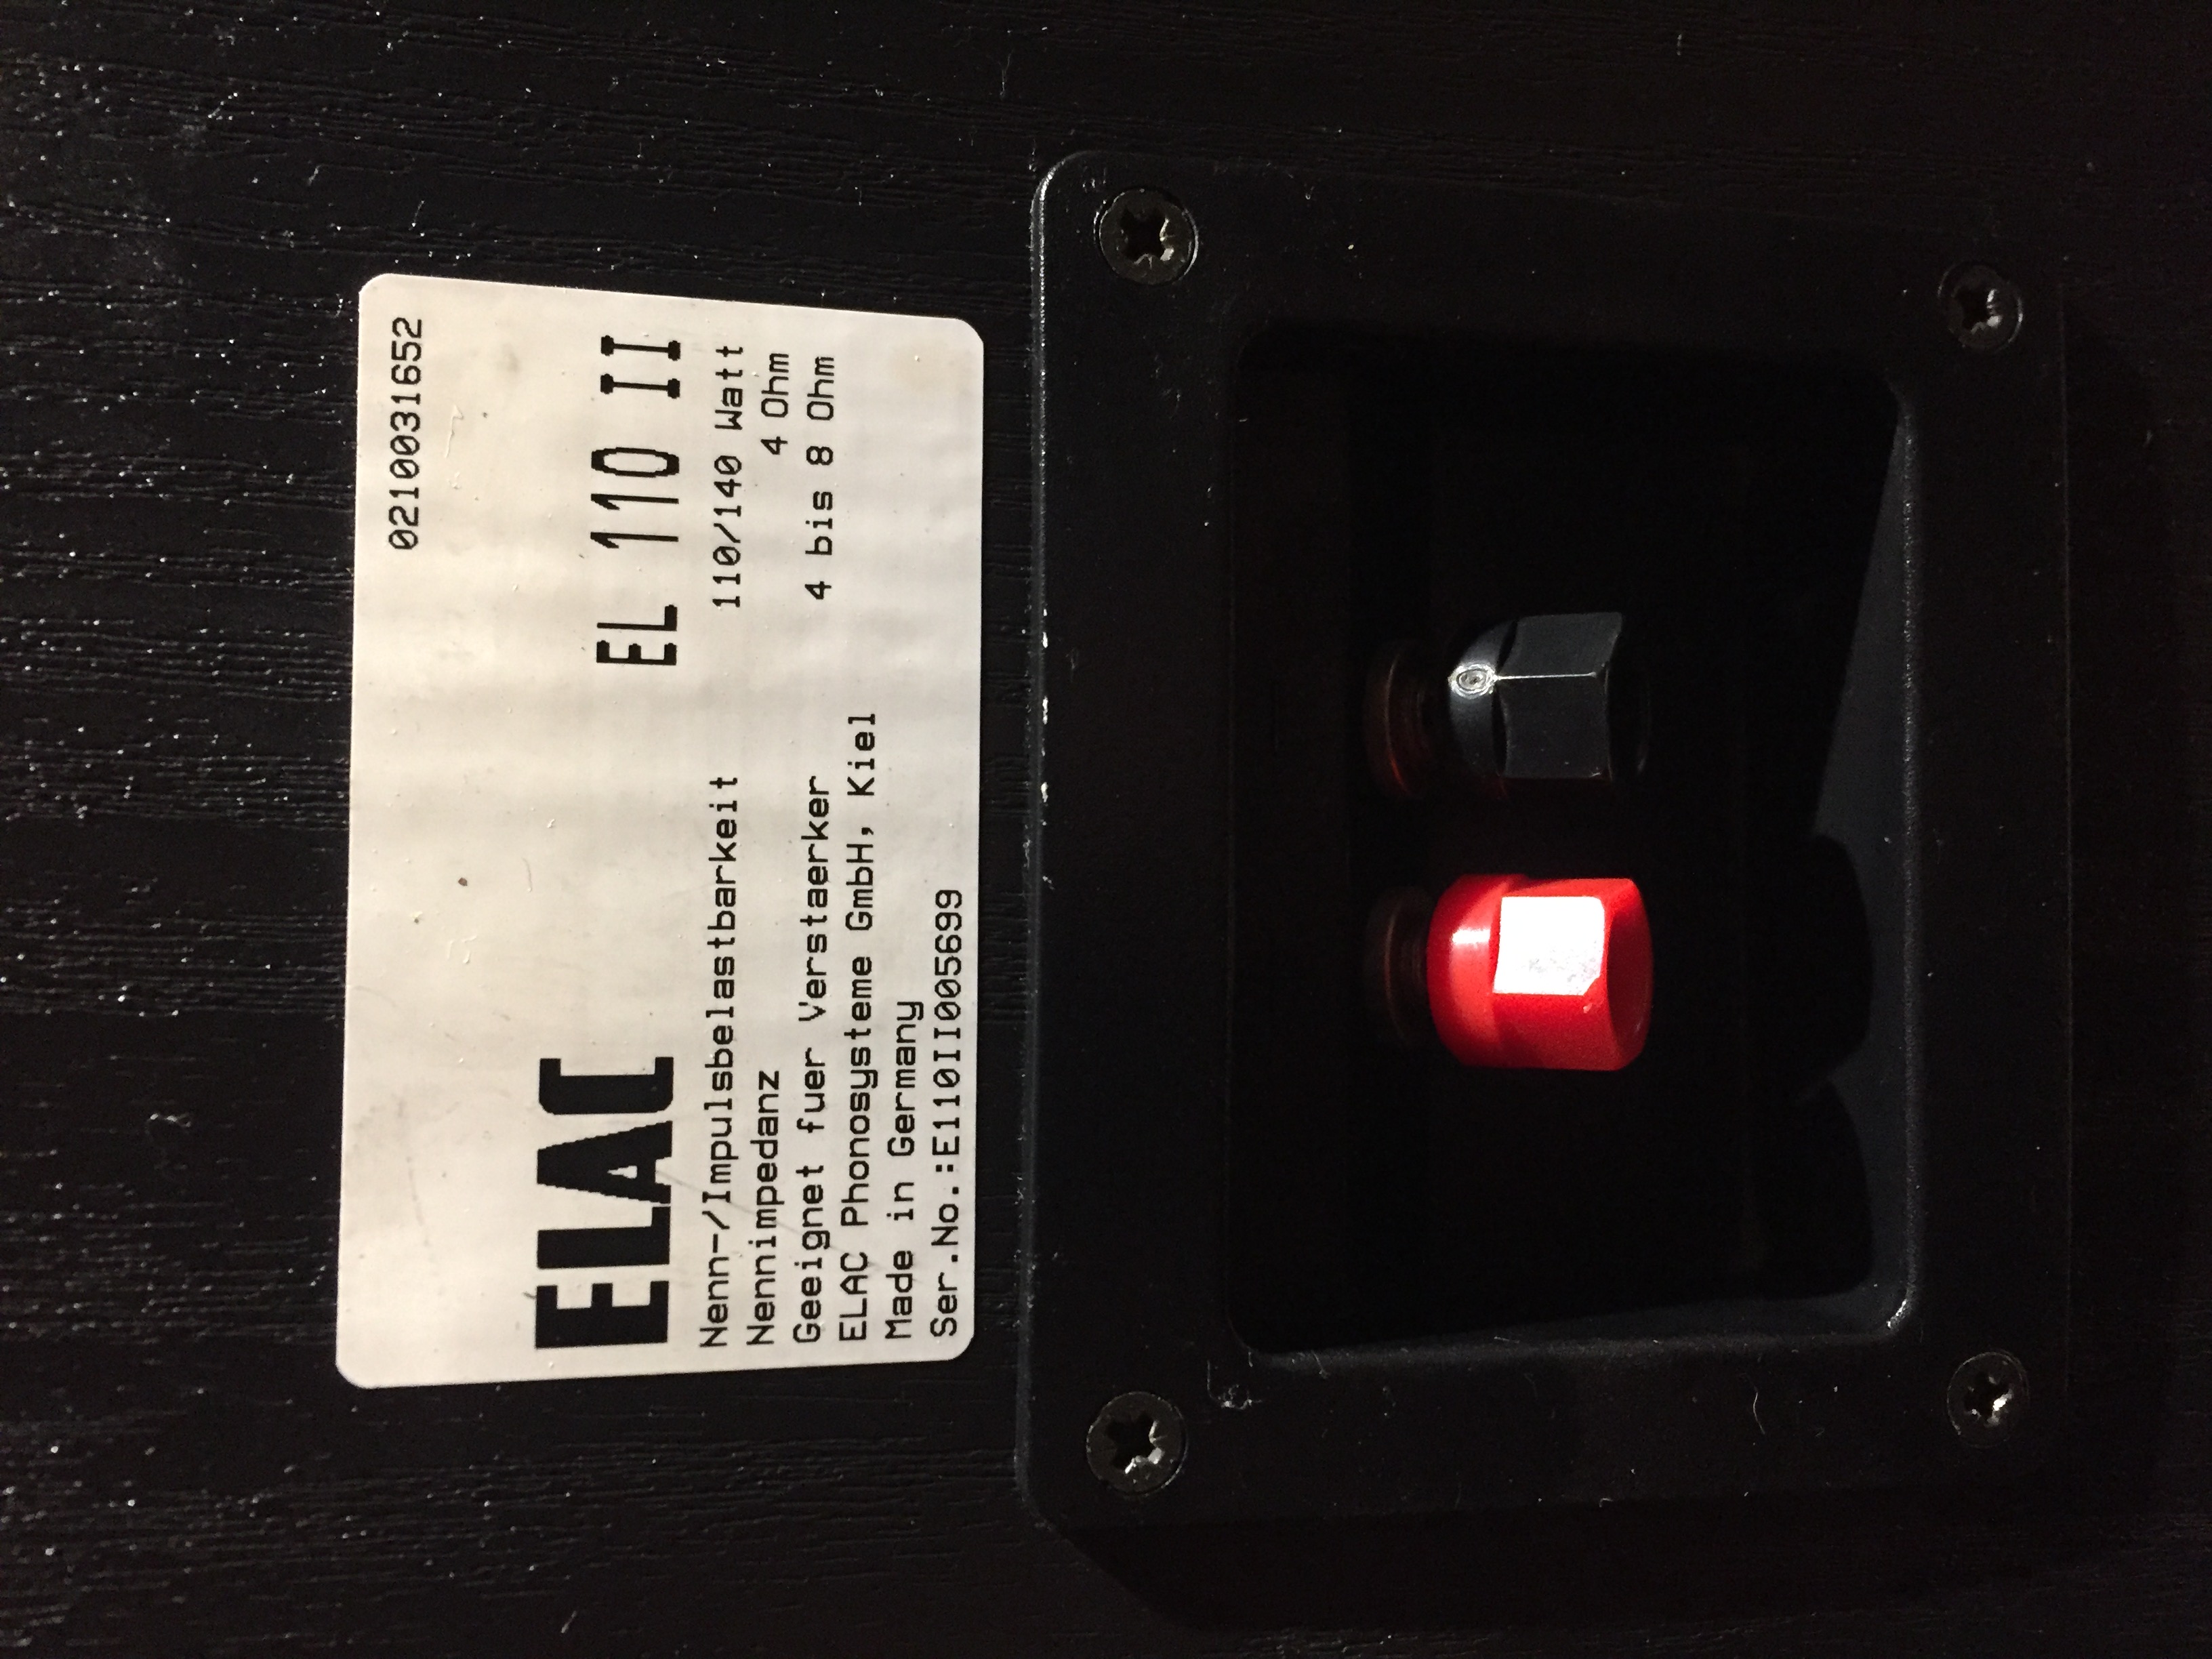 0210031652
ELAC EL 110 II
Nenn-/Impulsbelastbarkeit 110/140 Watt
Nennimpedanz 4 Ohm
Geeignet fuer Verstaerker 4 bis 8 Ohm
ELAC Phonosysteme GmbH, Kiel
Made in Germany
Ser.No.:E110II005699